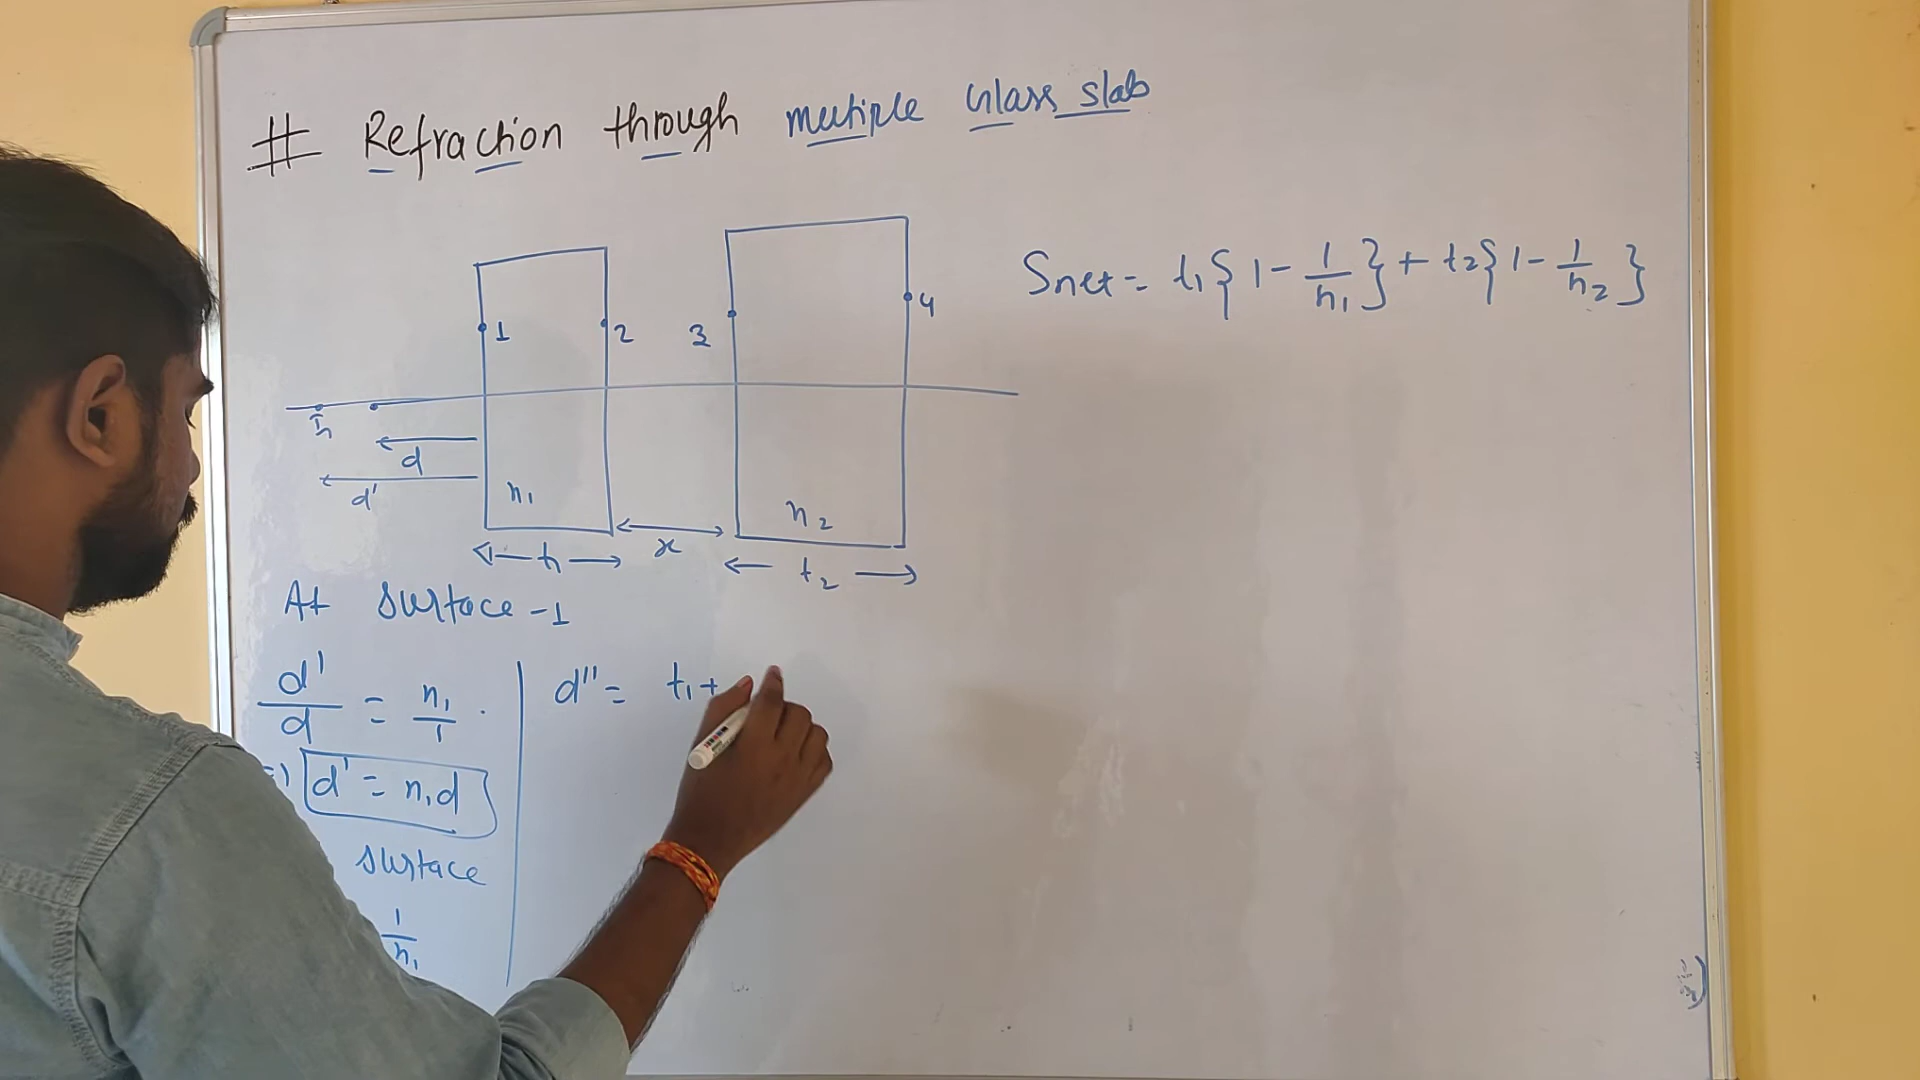 # Refraction through multiple Glass slab
Snet = t₁{1 - 1/n₁} + t₂{1 - 1/n₂}
1 2 3 4
I₁
d
d'
n₁
n₂
x
t₁
t₂
At surface - 1
d'/d = n₁/1
=> d' = n₁d
surface
1/n₁
d'' = t₁ +